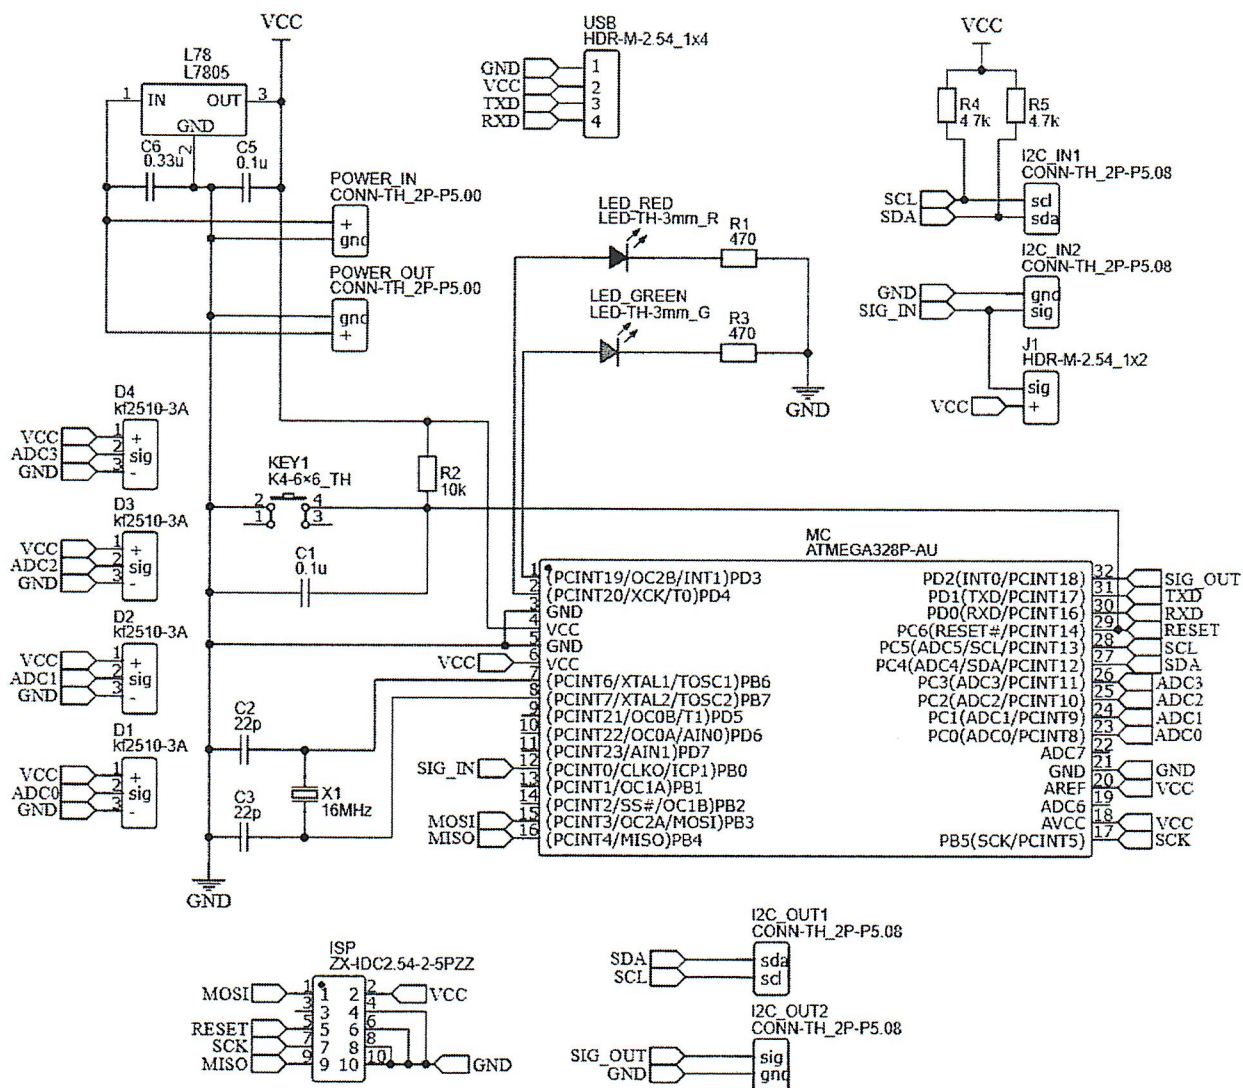 VCC
L78
L7805
1
IN
OUT
3
GND
2
C6
0.33u
C5
0.1u
POWER_IN
CONN-TH_2P-P5.00
+
gnd
POWER_OUT
CONN-TH_2P-P5.00
gnd
+
USB
HDR-M-2.54_1x4
GND 1
VCC 2
TXD 3
RXD 4
LED_RED
LED-TH-3mm_R
R1
470
LED_GREEN
LED-TH-3mm_G
R3
470
GND
VCC
R4
4.7k
R5
4.7k
I2C_IN1
CONN-TH_2P-P5.08
SCL scl
SDA sda
I2C_IN2
CONN-TH_2P-P5.08
GND gnd
SIG_IN sig
J1
HDR-M-2.54_1x2
sig
VCC +
D4
kf2510-3A
VCC 1 +
ADC3 2 sig
GND 3 -
D3
kf2510-3A
VCC 1 +
ADC2 2 sig
GND 3 -
D2
kf2510-3A
VCC 1 +
ADC1 2 sig
GND 3 -
D1
kf2510-3A
VCC 1 +
ADC0 2 sig
GND 3 -
KEY1
K4-6×6_TH
2 4
1 3
R2
10k
C1
0.1u
C2
22p
C3
22p
X1
16MHz
GND
MC
ATMEGA328P-AU
1 (PCINT19/OC2B/INT1)PD3
2 (PCINT20/XCK/T0)PD4
3 GND
4 VCC
5 GND
VCC 6 VCC
7 (PCINT6/XTAL1/TOSC1)PB6
8 (PCINT7/XTAL2/TOSC2)PB7
9 (PCINT21/OC0B/T1)PD5
10 (PCINT22/OC0A/AIN0)PD6
11 (PCINT23/AIN1)PD7
SIG_IN 12 (PCINT0/CLKO/ICP1)PB0
13 (PCINT1/OC1A)PB1
14 (PCINT2/SS#/OC1B)PB2
MOSI 15 (PCINT3/OC2A/MOSI)PB3
MISO 16 (PCINT4/MISO)PB4
PD2(INT0/PCINT18) 32 SIG_OUT
PD1(TXD/PCINT17) 31 TXD
PD0(RXD/PCINT16) 30 RXD
PC6(RESET#/PCINT14) 29 RESET
PC5(ADC5/SCL/PCINT13) 28 SCL
PC4(ADC4/SDA/PCINT12) 27 SDA
PC3(ADC3/PCINT11) 26 ADC3
PC2(ADC2/PCINT10) 25 ADC2
PC1(ADC1/PCINT9) 24 ADC1
PC0(ADC0/PCINT8) 23 ADC0
ADC7 22
GND 21 GND
AREF 20 VCC
ADC6 19
AVCC 18 VCC
PB5(SCK/PCINT5) 17 SCK
ISP
ZX-IDC2.54-2-5PZZ
MOSI 1 1 2 2 VCC
3 3 4 4
RESET 5 5 6 6
SCK 7 7 8 8
MISO 9 9 10 10 GND
I2C_OUT1
CONN-TH_2P-P5.08
SDA sda
SCL scl
I2C_OUT2
CONN-TH_2P-P5.08
SIG_OUT sig
GND gnd